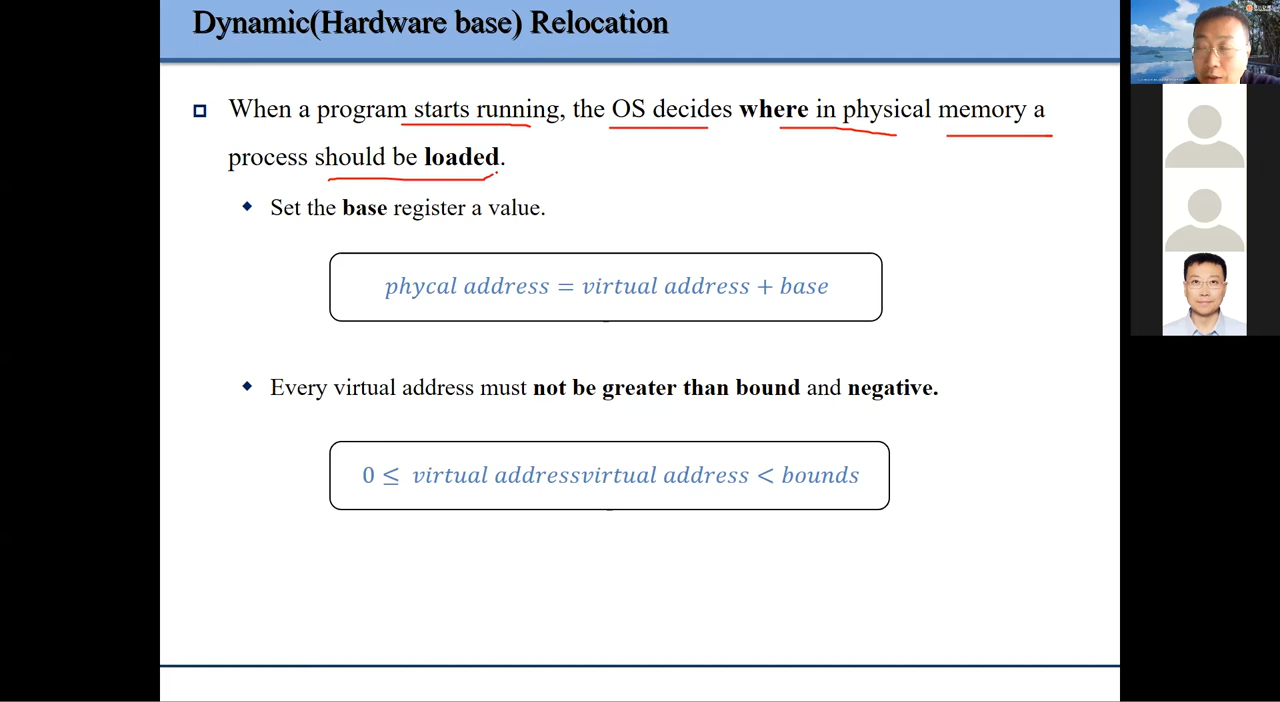 Dynamic(Hardware base) Relocation
When a program starts running, the OS decides where in physical memory a
process should be loaded.
Set the base register a value.
phycal address = virtual address + base
Every virtual address must not be greater than bound and negative.
0 ≤ virtual addressvirtual address < bounds